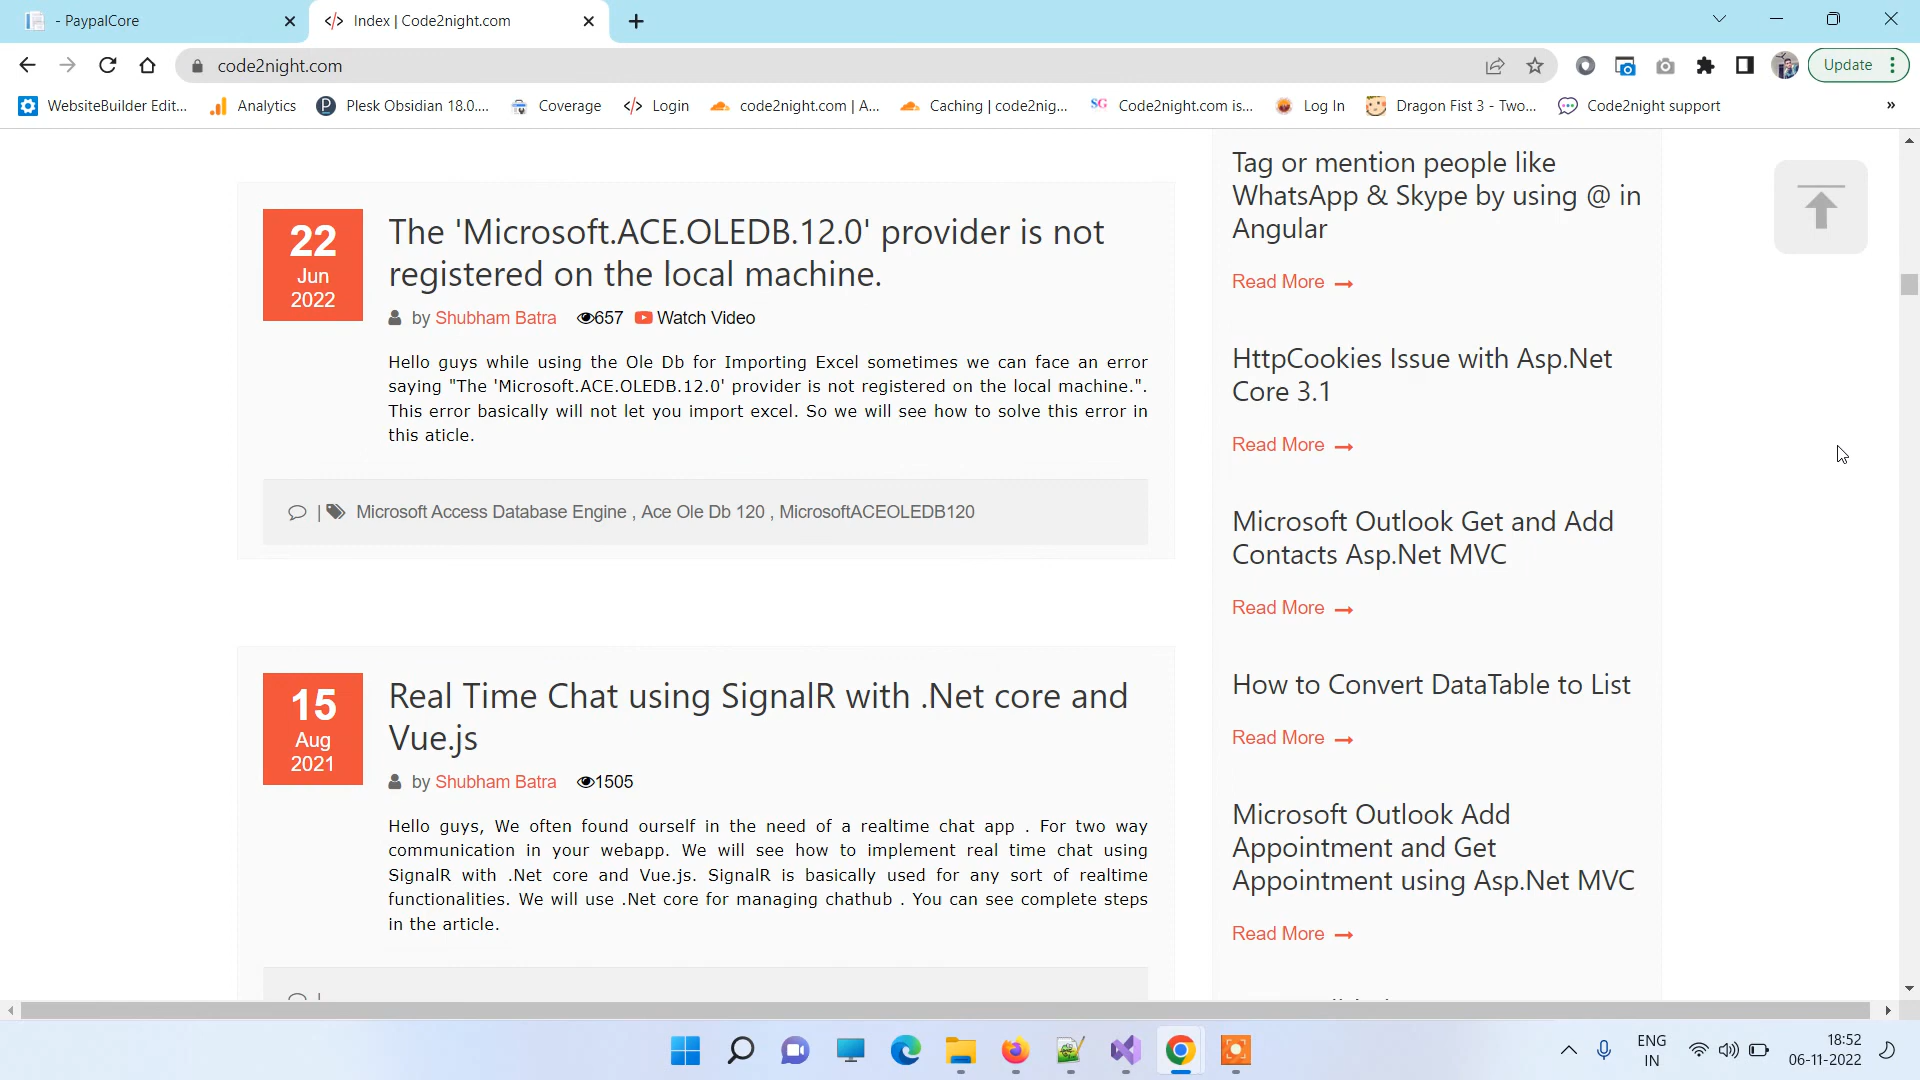 - PaypalCore
Index | Code2night.com
code2night.com
Update
WebsiteBuilder Edit...
Analytics
Plesk Obsidian 18.0....
Coverage
Login
code2night.com | A...
Caching | code2nig...
SG Code2night.com is...
Log In
Dragon Fist 3 - Two...
Code2night support
»
22
Jun
2022
The 'Microsoft.ACE.OLEDB.12.0' provider is not
registered on the local machine.
by Shubham Batra 657 Watch Video
Hello guys while using the Ole Db for Importing Excel sometimes we can face an error
saying "The 'Microsoft.ACE.OLEDB.12.0' provider is not registered on the local machine.".
This error basically will not let you import excel. So we will see how to solve this error in
this aticle.
| Microsoft Access Database Engine , Ace Ole Db 120 , MicrosoftACEOLEDB120
15
Aug
2021
Real Time Chat using SignalR with .Net core and
Vue.js
by Shubham Batra 1505
Hello guys, We often found ourself in the need of a realtime chat app . For two way
communication in your webapp. We will see how to implement real time chat using
SignalR with .Net core and Vue.js. SignalR is basically used for any sort of realtime
functionalities. We will use .Net core for managing chathub . You can see complete steps
in the article.
Tag or mention people like
WhatsApp & Skype by using @ in
Angular
Read More
HttpCookies Issue with Asp.Net
Core 3.1
Read More
Microsoft Outlook Get and Add
Contacts Asp.Net MVC
Read More
How to Convert DataTable to List
Read More
Microsoft Outlook Add
Appointment and Get
Appointment using Asp.Net MVC
Read More
ENG
IN
18:52
06-11-2022